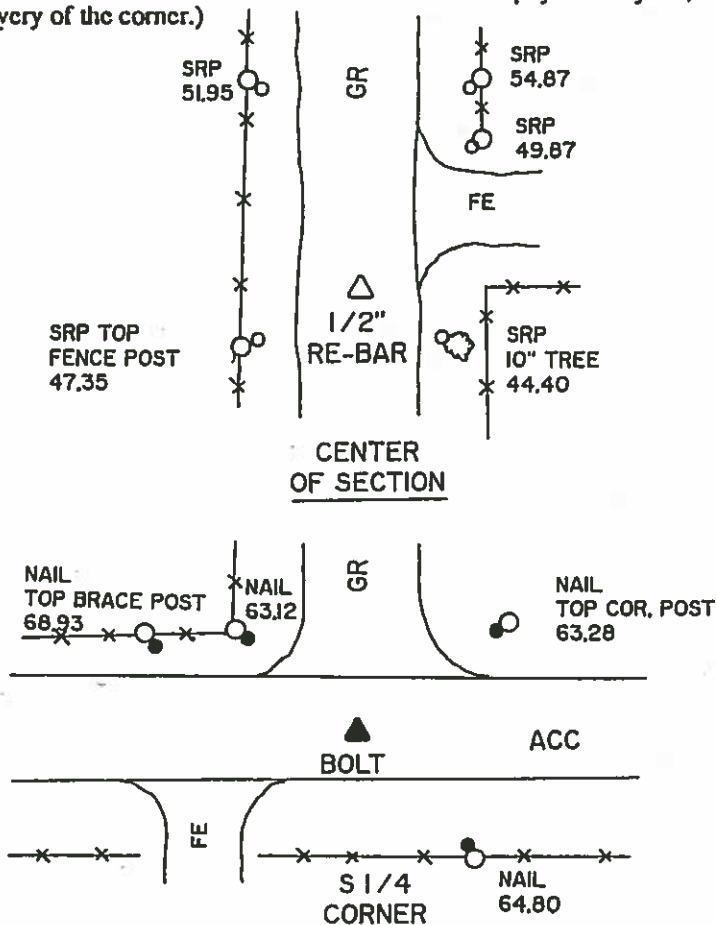 very of the corner.)
SRP
51.95
GR
SRP
54.87
SRP
49.87
FE
1/2"
RE-BAR
SRP TOP
FENCE POST
47.35
SRP
10" TREE
44.40
CENTER
OF SECTION
NAIL
TOP BRACE POST
68.93
NAIL
63.12
GR
NAIL
TOP COR. POST
63.28
BOLT
ACC
FE
S 1/4
CORNER
NAIL
64.80